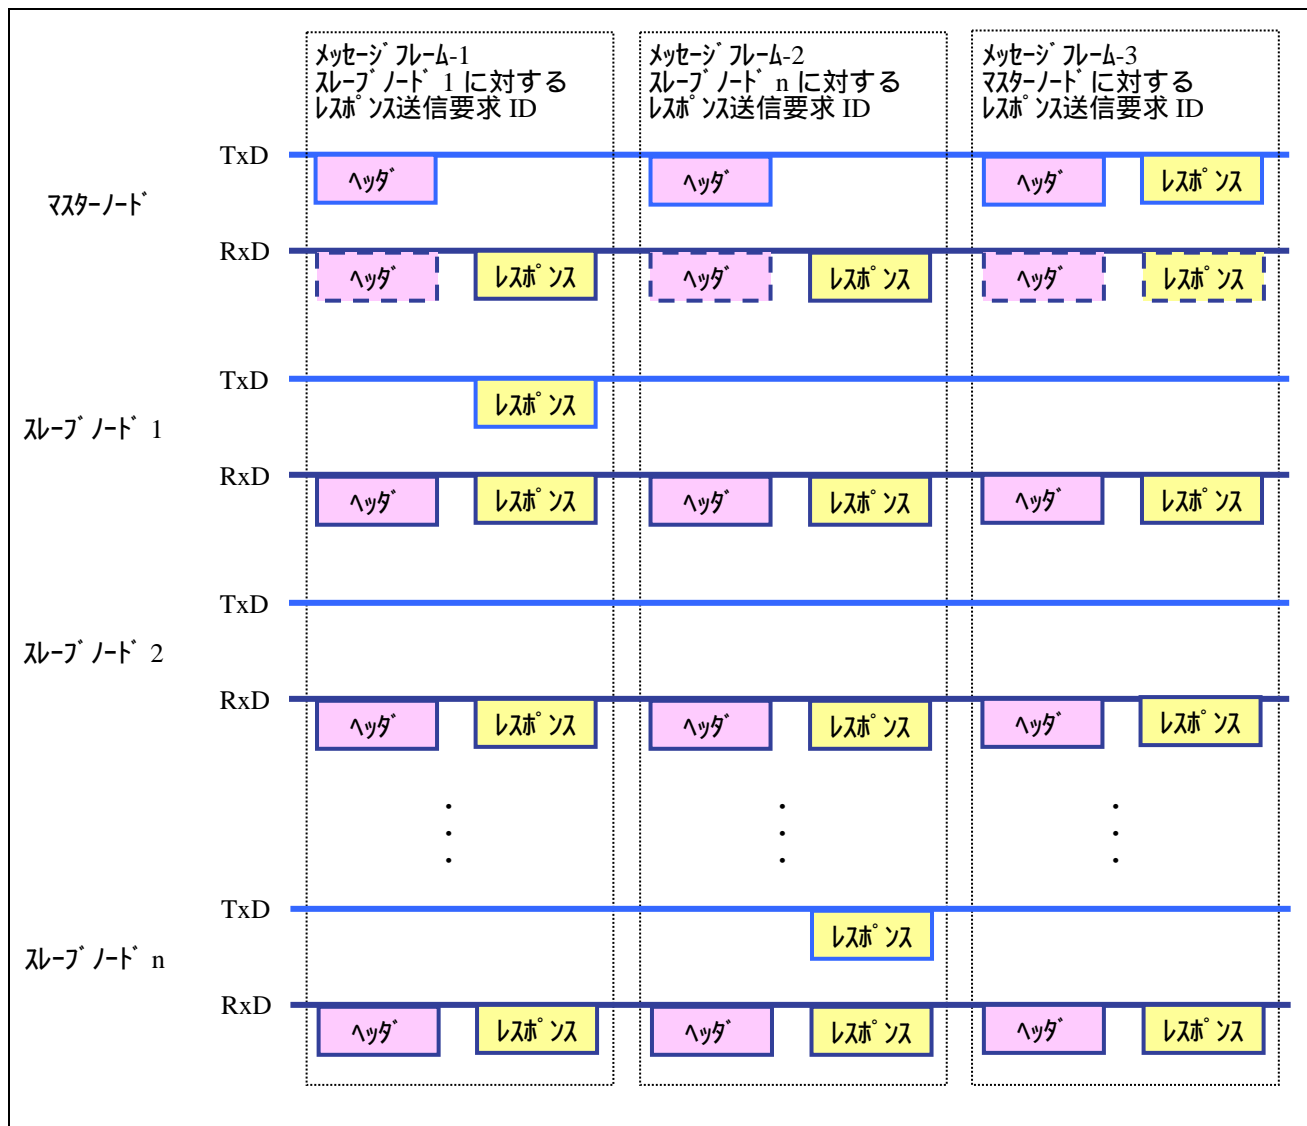 メッセージフレーム-1
スレーブノード 1 に対する
レスポンス送信要求 ID
メッセージフレーム-2
スレーブノード n に対する
レスポンス送信要求 ID
メッセージフレーム-3
マスターノードに対する
レスポンス送信要求 ID
マスターノード
TxD
ヘッダ
ヘッダ
ヘッダ
レスポンス
RxD
ヘッダ
レスポンス
ヘッダ
レスポンス
ヘッダ
レスポンス
スレーブノード 1
TxD
レスポンス
RxD
ヘッダ
レスポンス
ヘッダ
レスポンス
ヘッダ
レスポンス
スレーブノード 2
TxD
RxD
ヘッダ
レスポンス
ヘッダ
レスポンス
ヘッダ
レスポンス
スレーブノード n
TxD
レスポンス
RxD
ヘッダ
レスポンス
ヘッダ
レスポンス
ヘッダ
レスポンス